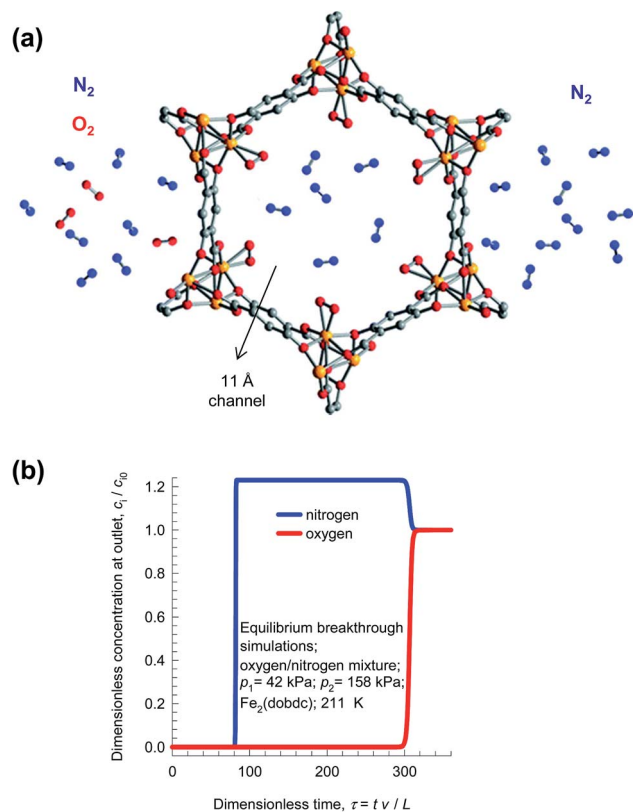 (a)
N₂
O₂
N₂
11 Å
channel
(b)
Dimensionless concentration at outlet, cᵢ / cᵢ₀
1.2
1.0
0.8
0.6
0.4
0.2
0.0
nitrogen
oxygen
Equilibrium breakthrough
simulations;
oxygen/nitrogen mixture;
p₁= 42 kPa; p₂= 158 kPa;
Fe₂(dobdc); 211 K
0 100 200 300
Dimensionless time, τ = t v / L